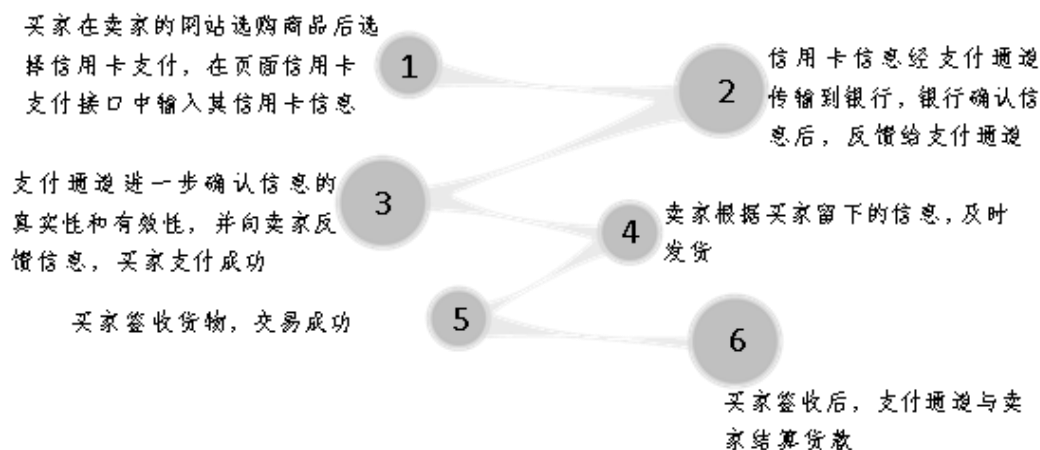 买家在卖家的网站选购商品后选
择信用卡支付，在页面信用卡
支付接口中输入其信用卡信息
1
2
信用卡信息经支付通道
传输到银行，银行确认信
息后，反馈给支付通道
支付通道进一步确认信息的
真实性和有效性，并向卖家反
馈信息，买家支付成功
3
4
卖家根据买家留下的信息，及时
发货
买家签收货物，交易成功
5
6
买家签收后，支付通道与卖
家结算货款